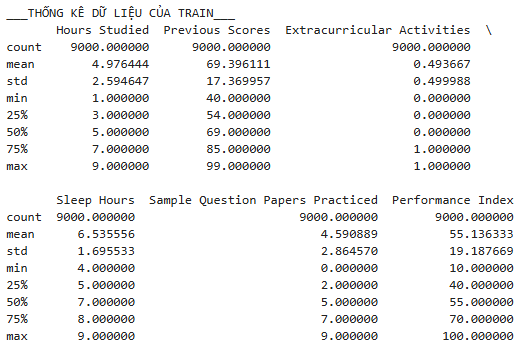 ___THỐNG KÊ DỮ LIỆU CỦA TRAIN___
Hours Studied Previous Scores Extracurricular Activities \
count 9000.000000 9000.000000 9000.000000
mean 4.976444 69.396111 0.493667
std 2.594647 17.369957 0.499988
min 1.000000 40.000000 0.000000
25% 3.000000 54.000000 0.000000
50% 5.000000 69.000000 0.000000
75% 7.000000 85.000000 1.000000
max 9.000000 99.000000 1.000000
Sleep Hours Sample Question Papers Practiced Performance Index
count 9000.000000 9000.000000 9000.000000
mean 6.535556 4.590889 55.136333
std 1.695533 2.864570 19.187669
min 4.000000 0.000000 10.000000
25% 5.000000 2.000000 40.000000
50% 7.000000 5.000000 55.000000
75% 8.000000 7.000000 70.000000
max 9.000000 9.000000 100.000000